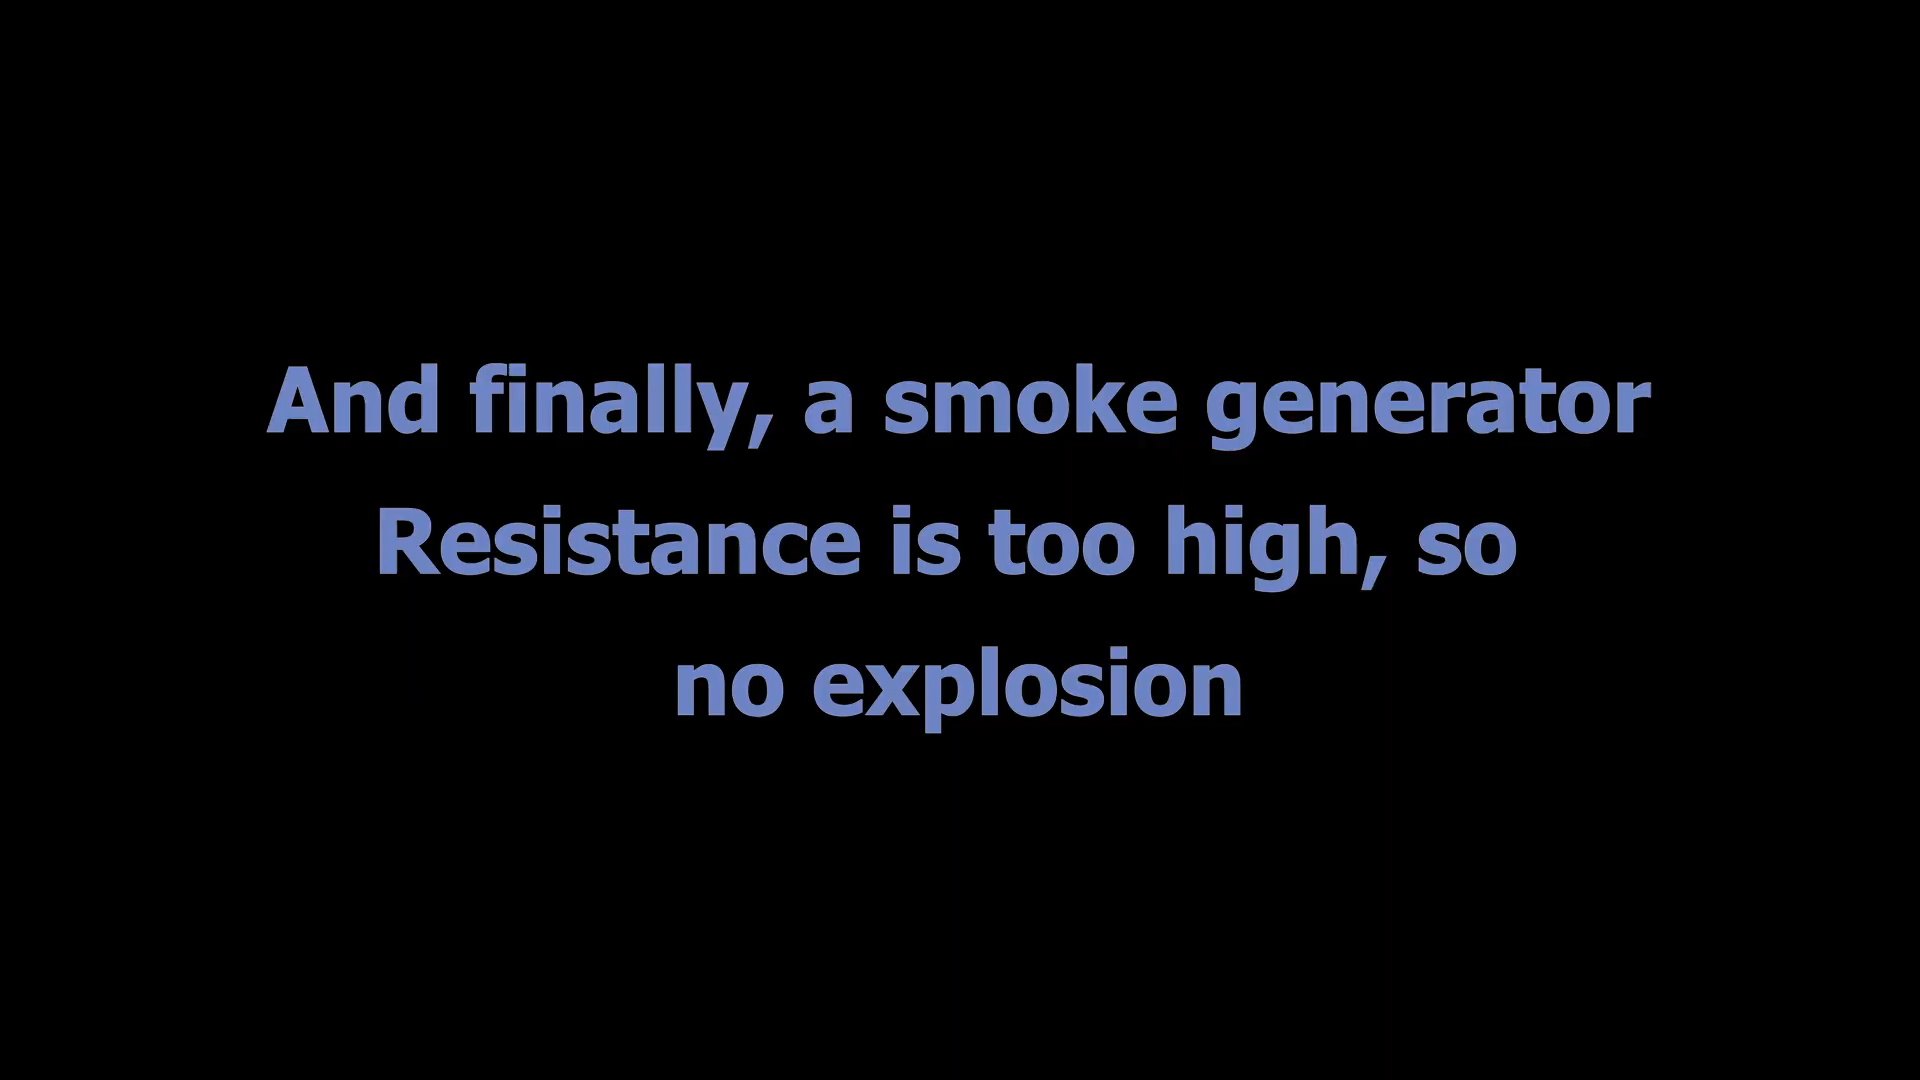 And finally, a smoke generator
Resistance is too high, so
no explosion